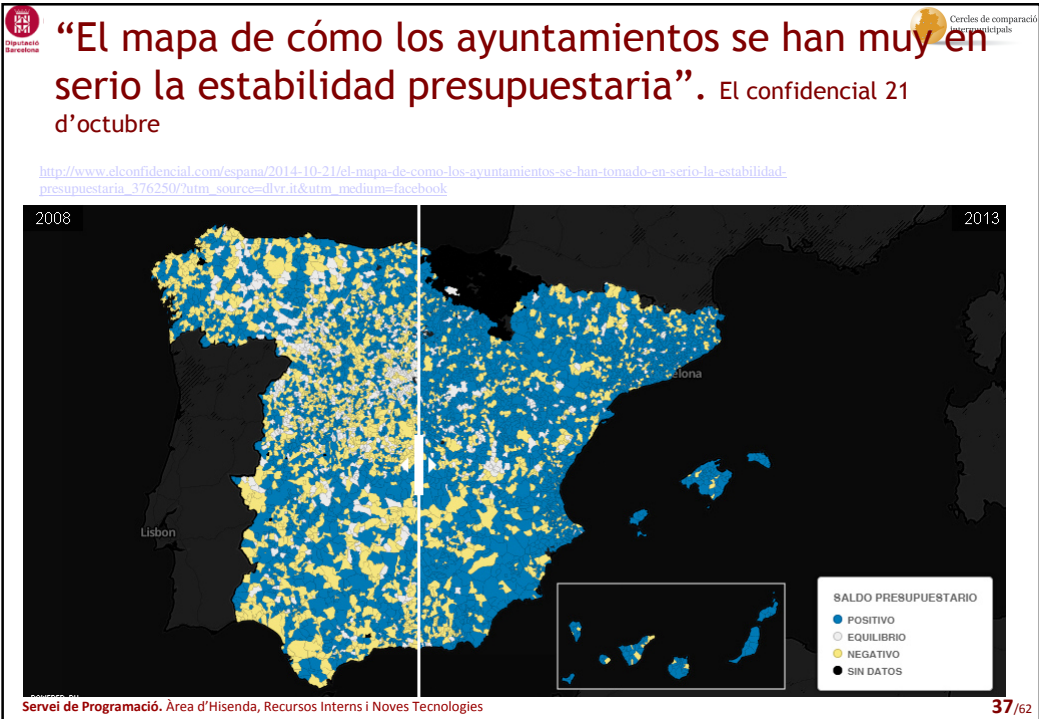 Diputació
Barcelona
Cercles de comparació
intermunicipals
“El mapa de cómo los ayuntamientos se han muy en
serio la estabilidad presupuestaria”. El confidencial 21
d’octubre
http://www.elconfidencial.com/espana/2014-10-21/el-mapa-de-como-los-ayuntamientos-se-han-tomado-en-serio-la-estabilidad-
presupuestaria_376250/?utm_source=dlvr.it&utm_medium=facebook
2008
2013
elona
Lisbon
SALDO PRESUPUESTARIO
POSITIVO
EQUILIBRIO
NEGATIVO
SIN DATOS
Servei de Programació. Àrea d’Hisenda, Recursos Interns i Noves Tecnologies
37/62